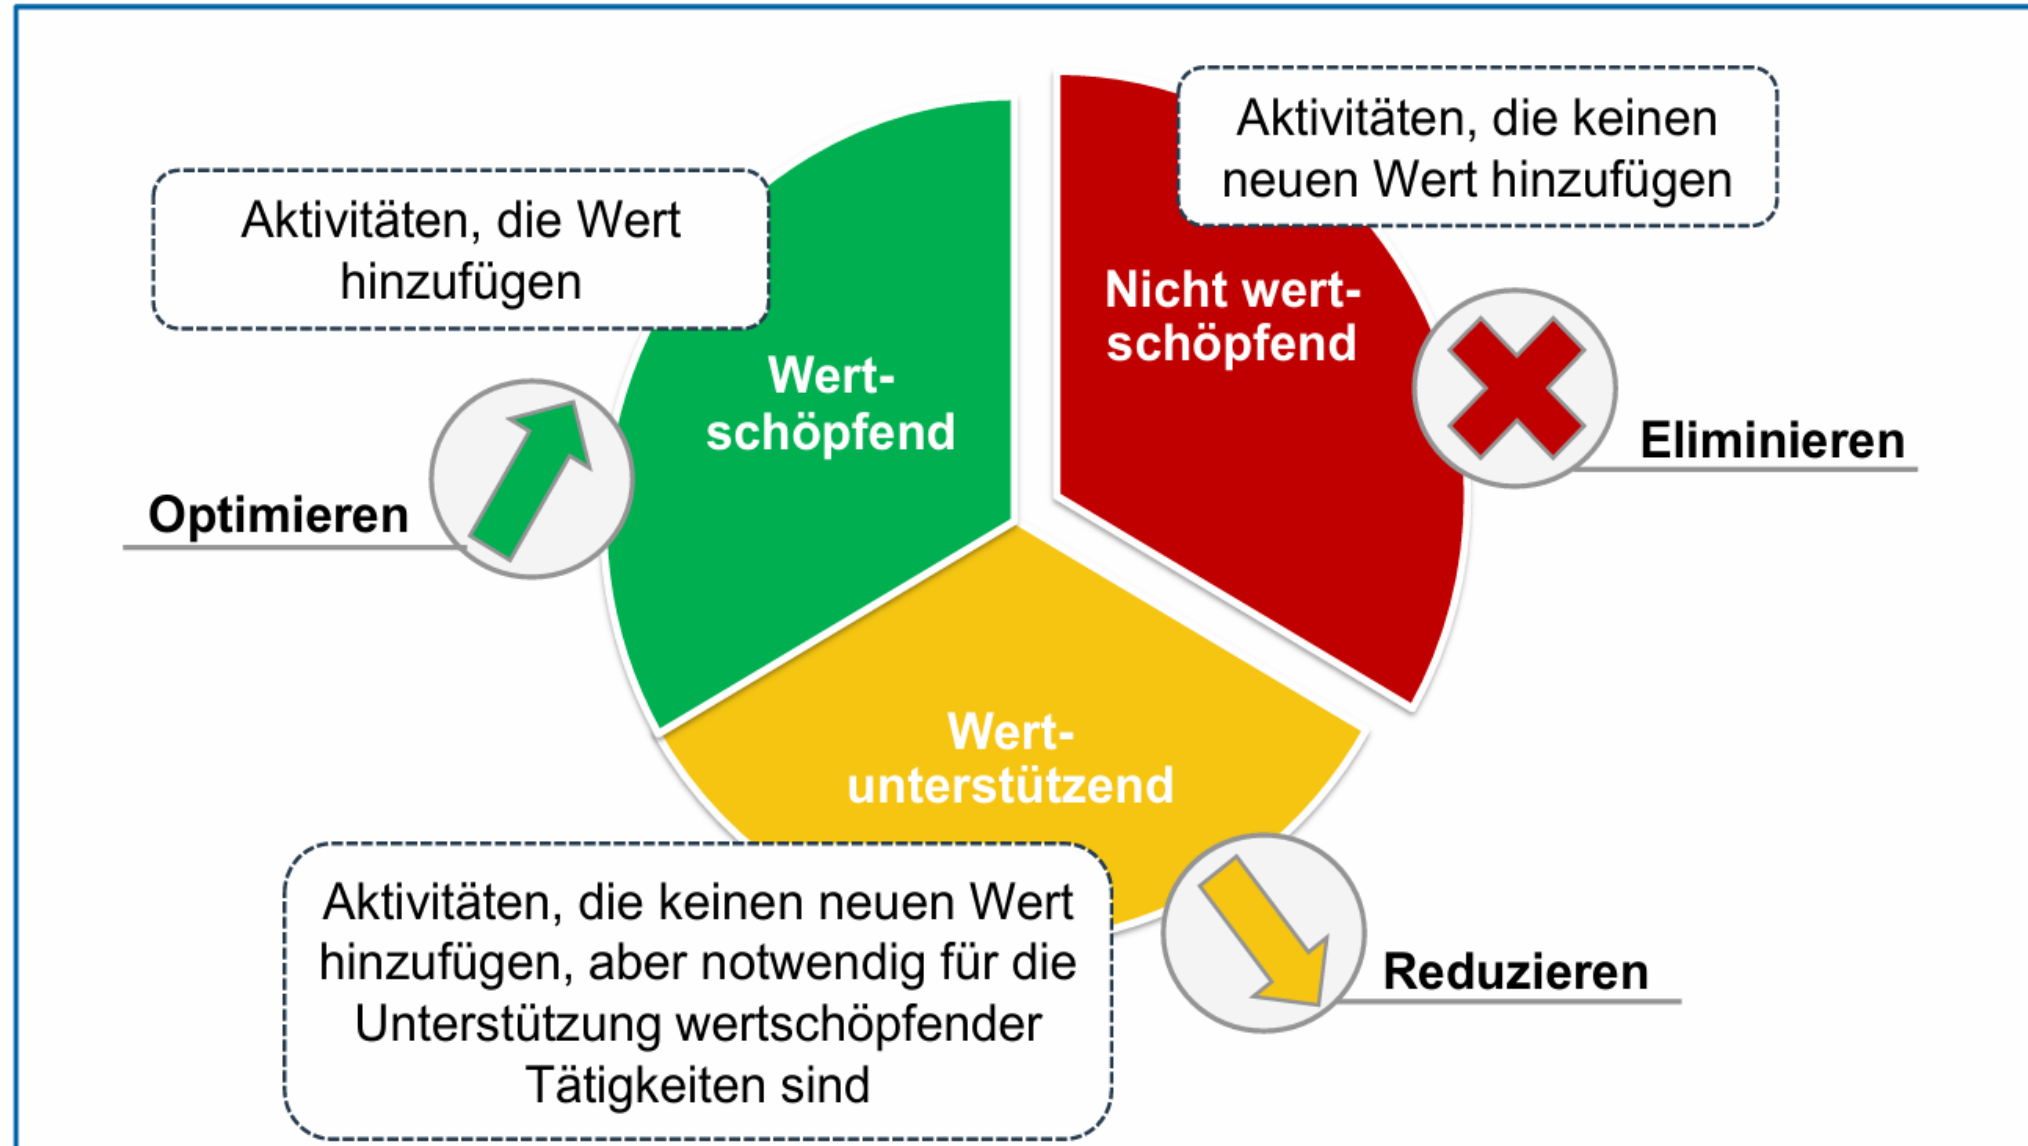 Aktivitäten, die Wert
hinzufügen
Wert-
schöpfend
Optimieren
Aktivitäten, die keinen
neuen Wert hinzufügen
Nicht wert-
schöpfend
Eliminieren
Wert-
unterstützend
Aktivitäten, die keinen neuen Wert
hinzufügen, aber notwendig für die
Unterstützung wertschöpfender
Tätigkeiten sind
Reduzieren